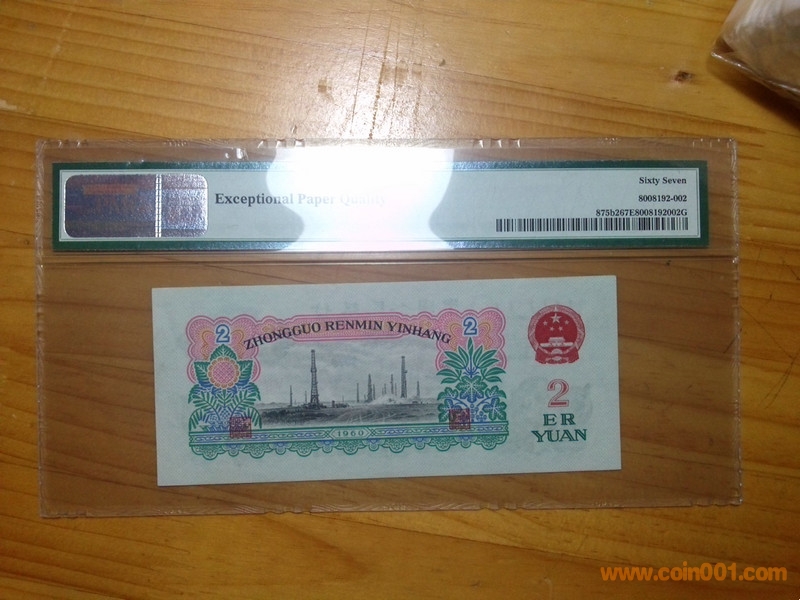 Sixty Seven
Exceptional Paper Quality
8008192-002
875b267E8008192002G
2
ZHONGGUO RENMIN YINHANG
2
1960
2
ER
YUAN
www.coin001.com